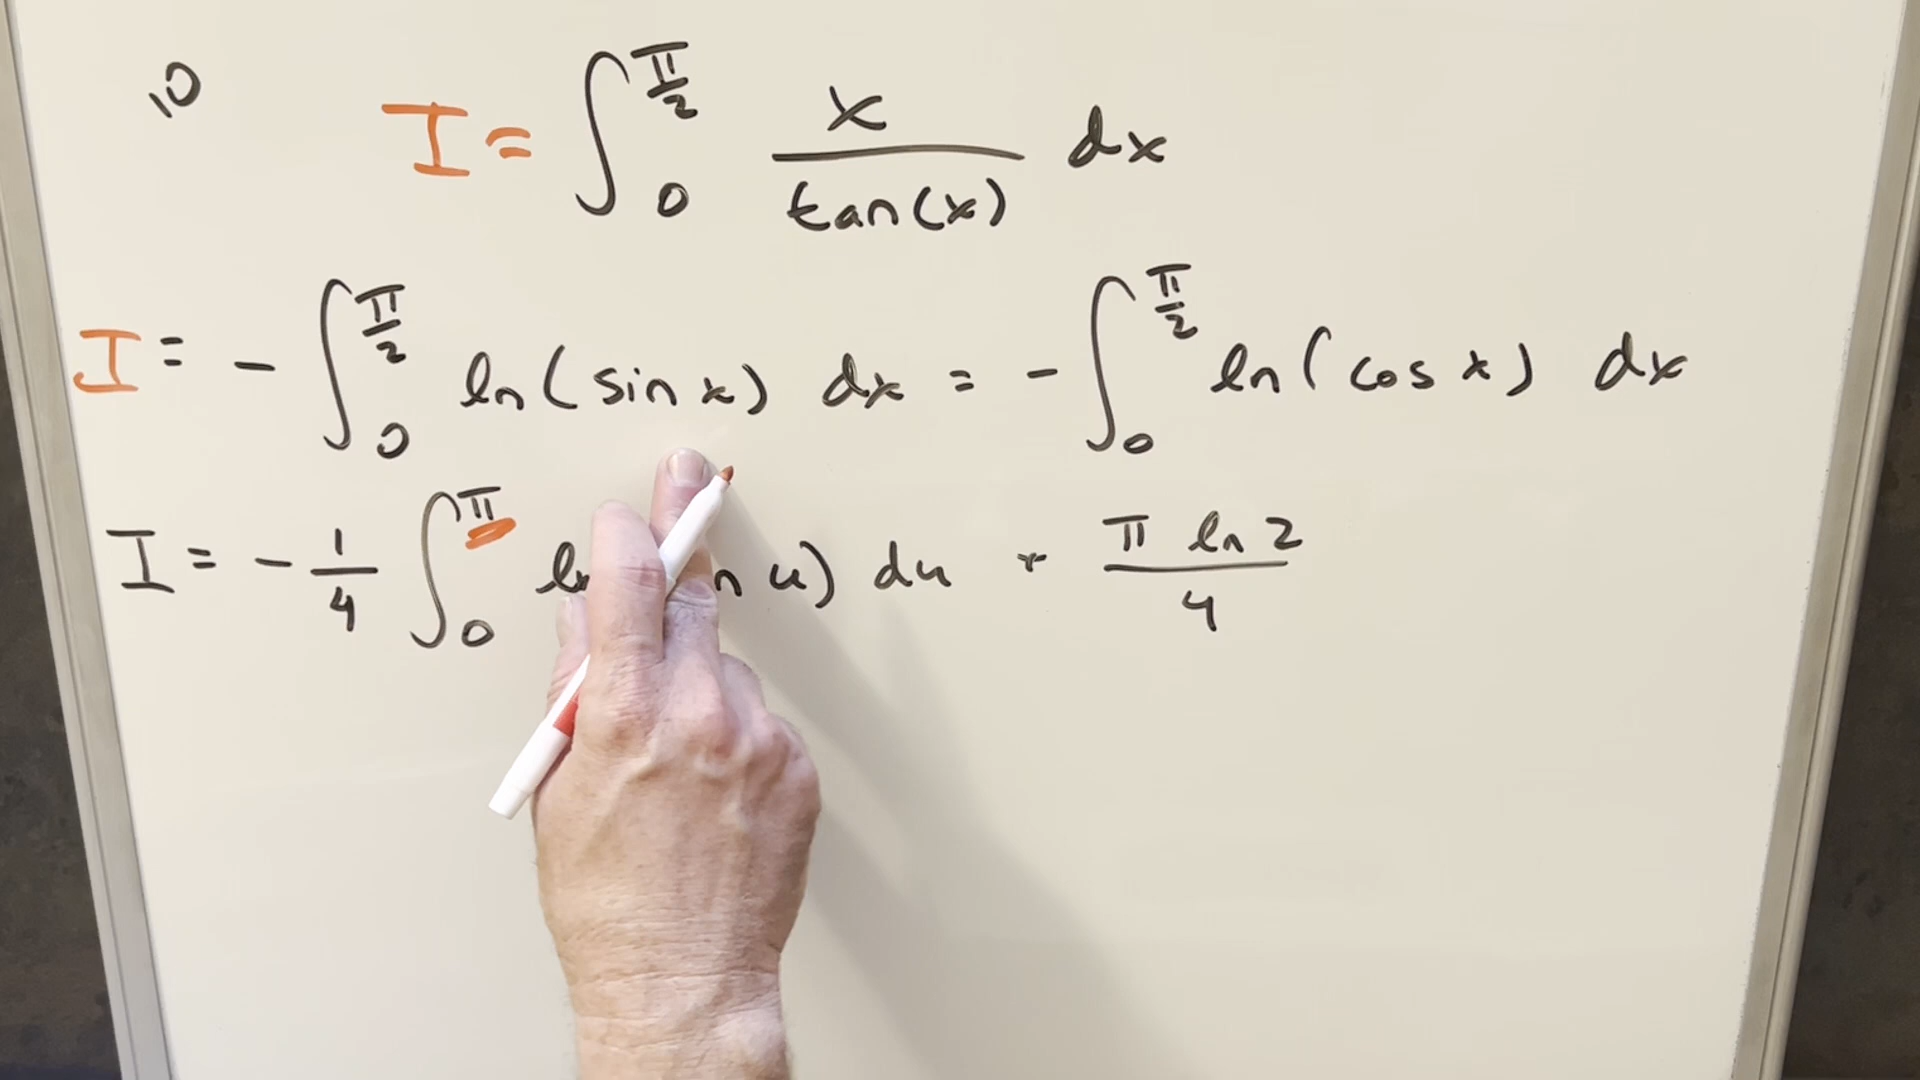 10
I = ∫₀^{π/2} x / tan(x) dx
I = - ∫₀^{π/2} ln(sin x) dx = - ∫₀^{π/2} ln(cos x) dx
I = - 1/4 ∫₀^{π} ln( n u) du + π ln 2 / 4